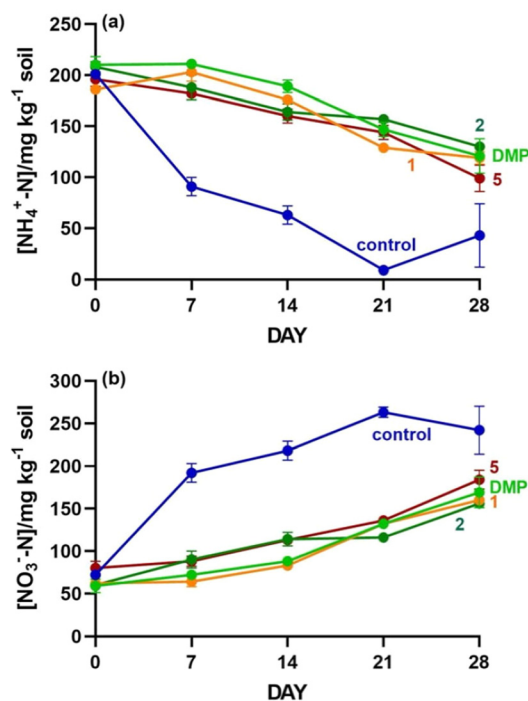 (a)
[NH₄⁺-N]/mg kg⁻¹ soil
250
200
150
100
50
0
2
DMP
1
5
control
0 7 14 21 28
DAY
(b)
[NO₃⁻-N]/mg kg⁻¹ soil
300
250
200
150
100
50
0
control
5
DMP
1
2
0 7 14 21 28
DAY